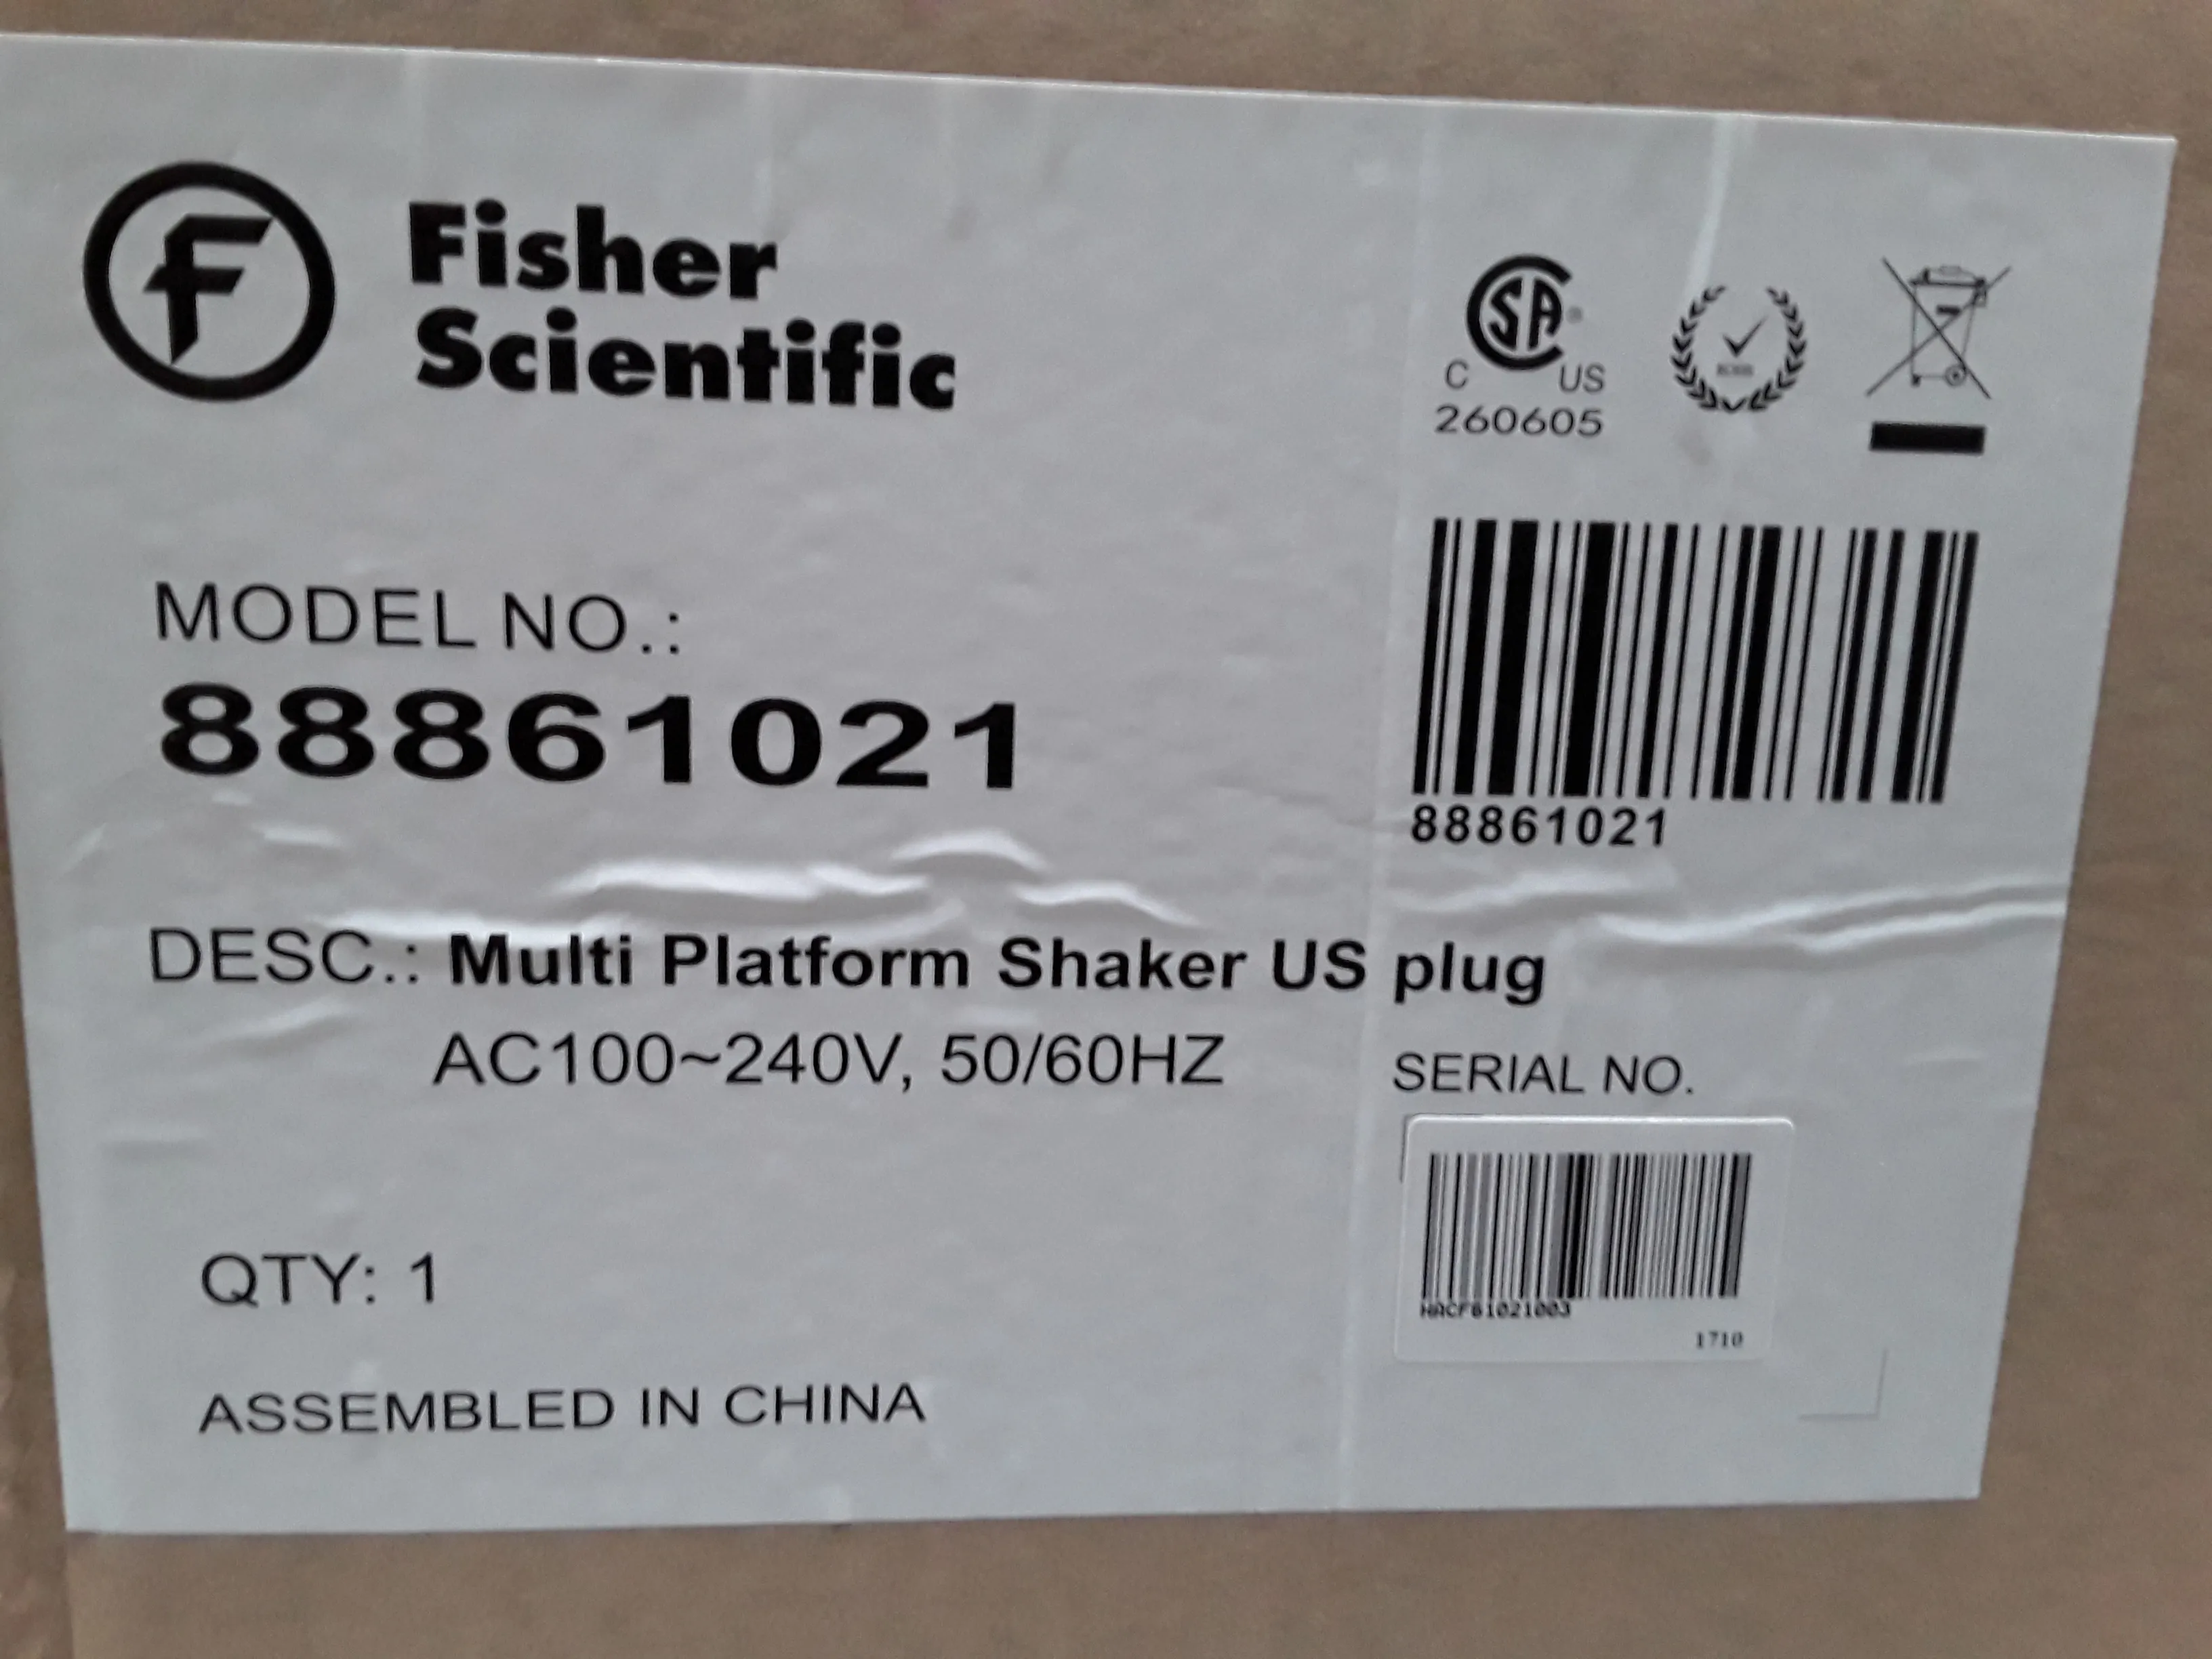 Fisher
Scientific
C US
260605
MODEL NO.:
88861021
88861021
DESC.: Multi Platform Shaker US plug
AC100~240V, 50/60HZ
SERIAL NO.
HACF61021003
1710
QTY: 1
ASSEMBLED IN CHINA